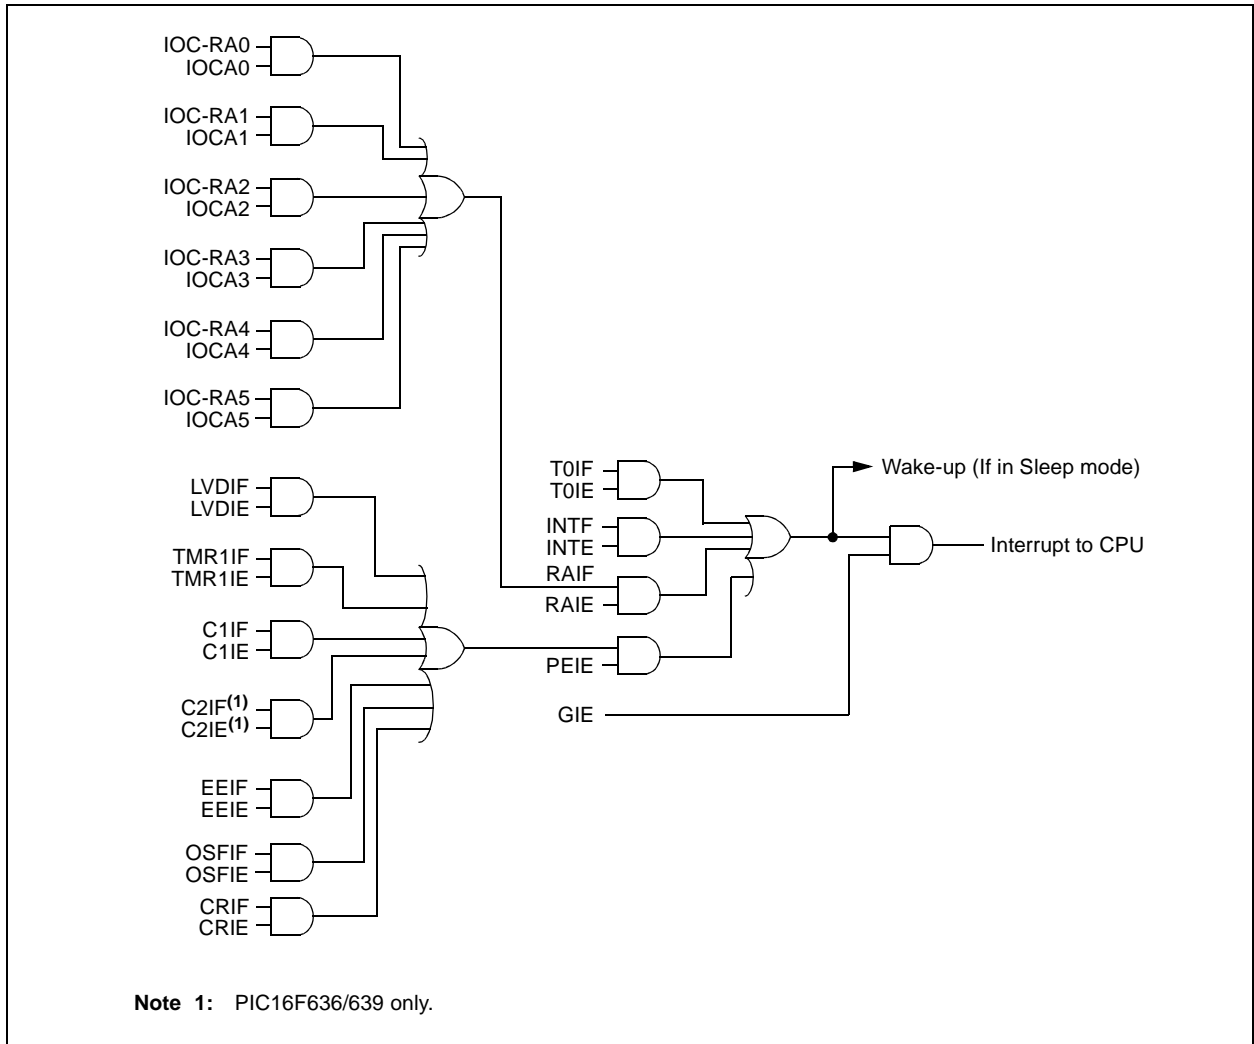 IOC-RA0
IOCA0
IOC-RA1
IOCA1
IOC-RA2
IOCA2
IOC-RA3
IOCA3
IOC-RA4
IOCA4
IOC-RA5
IOCA5
LVDIF
LVDIE
TMR1IF
TMR1IE
C1IF
C1IE
C2IF(1)
C2IE(1)
EEIF
EEIE
OSFIF
OSFIE
CRIF
CRIE
T0IF
T0IE
INTF
INTE
RAIF
RAIE
PEIE
GIE
Wake-up (If in Sleep mode)
Interrupt to CPU
Note 1: PIC16F636/639 only.